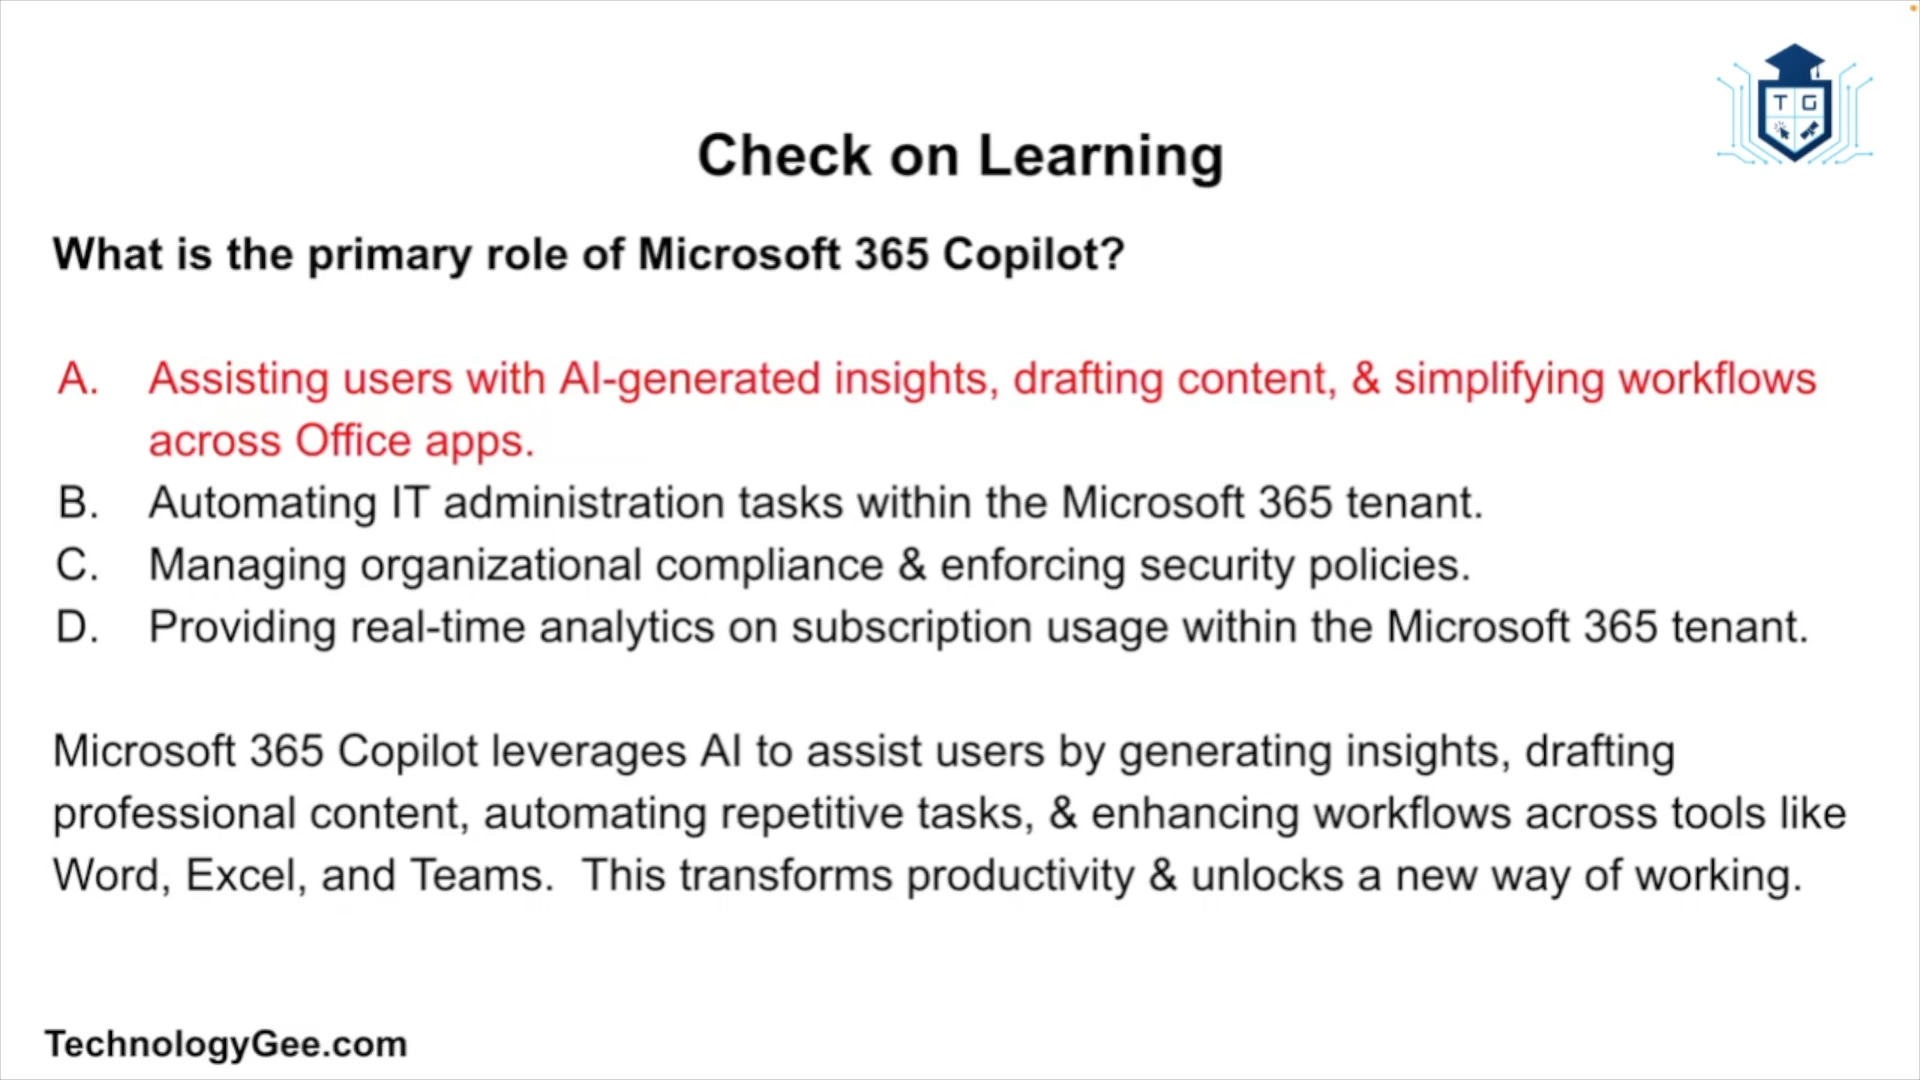 T G
Check on Learning
What is the primary role of Microsoft 365 Copilot?
A. Assisting users with AI-generated insights, drafting content, & simplifying workflows
across Office apps.
B. Automating IT administration tasks within the Microsoft 365 tenant.
C. Managing organizational compliance & enforcing security policies.
D. Providing real-time analytics on subscription usage within the Microsoft 365 tenant.
Microsoft 365 Copilot leverages AI to assist users by generating insights, drafting
professional content, automating repetitive tasks, & enhancing workflows across tools like
Word, Excel, and Teams.  This transforms productivity & unlocks a new way of working.
TechnologyGee.com